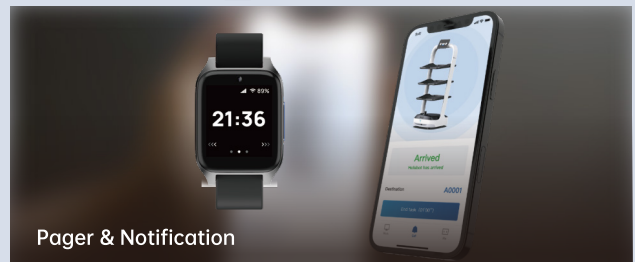 89%
21:36
Arrived
Destination
A0001
Pager & Notification